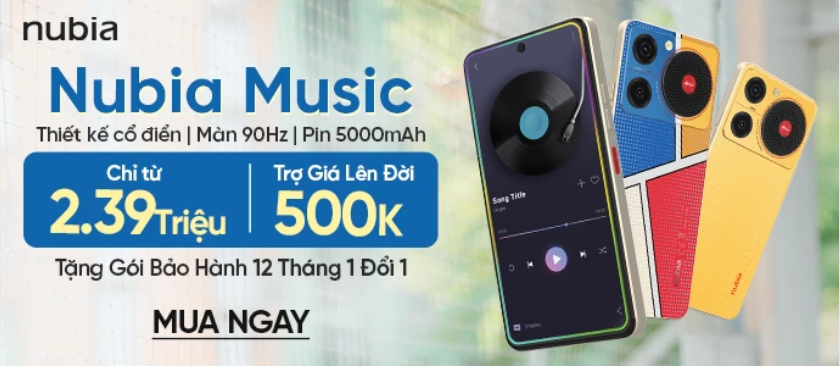 nubia
Nubia Music
Thiết kế cổ điển | Màn 90Hz | Pin 5000mAh
Chỉ từ
2.39Triệu
Trợ Giá Lên Đời
500K
Tặng Gói Bảo Hành 12 Tháng 1 Đổi 1
MUA NGAY
Song Title
nubia
nubia